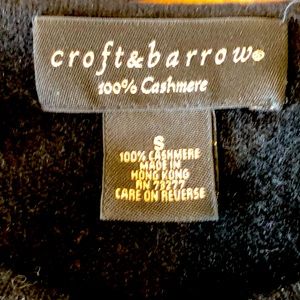 croft&barrow®
100% Cashmere
S
100% CASHMERE
MADE IN
HONG KONG
RN 73277
CARE ON REVERSE